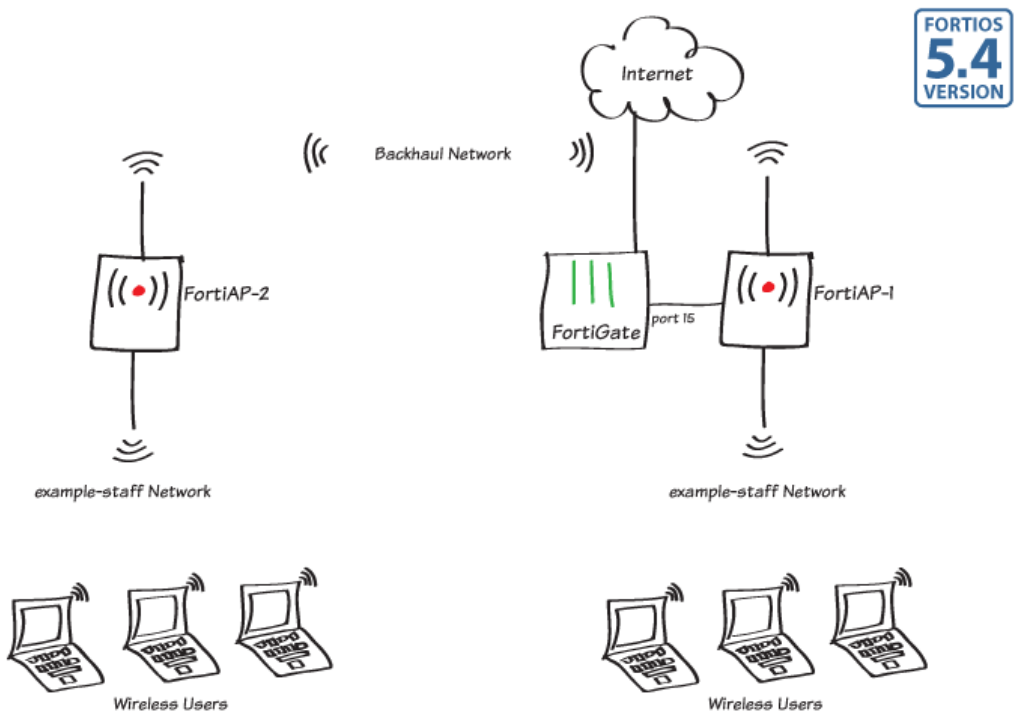 FORTIOS
5.4
VERSION
Internet
Backhaul Network
FortiAP-2
FortiGate
port 15
FortiAP-1
example-staff Network
example-staff Network
Wireless Users
Wireless Users